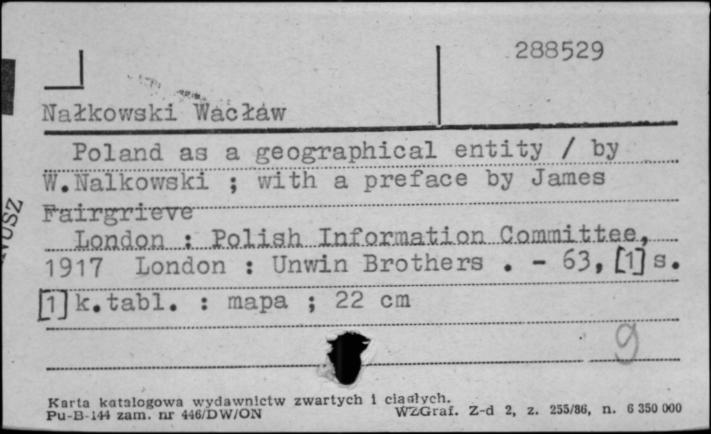 288529
Nałkowski Wacław
Poland as a geographical entity / by
W.Nalkowski ; with a preface by James
Fairgrieve
London : Polish Information Committee,
1917 London : Unwin Brothers . - 63, [1] s.
[1] k.tabl. : mapa ; 22 cm
9
Karta katalogowa wydawnictw zwartych i ciągłych.
Pu-B-144 zam. nr 446/DW/ON WZGraf. Z-d 2, z. 255/86, n. 6 350 000